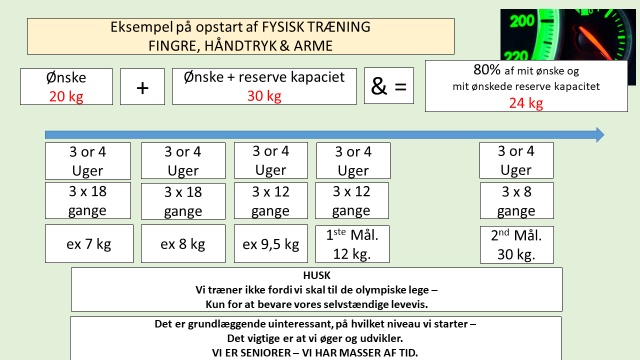 Eksempel på opstart af FYSISK TRÆNING
FINGRE, HÅNDTRYK & ARME
200
220
Ønske
20 kg
+
Ønske + reserve kapaciet
30 kg
& =
80% af mit ønske og
mit ønskede reserve kapacitet
24 kg
3 or 4
Uger
3 or 4
Uger
3 or 4
Uger
3 or 4
Uger
3 or 4
Uger
3 x 18
gange
3 x 18
gange
3 x 12
gange
3 x 12
gange
3 x 8
gange
ex 7 kg
ex 8 kg
ex 9,5 kg
1ste Mål.
12 kg.
2nd Mål.
30 kg.
HUSK
Vi træner ikke fordi vi skal til de olympiske lege –
Kun for at bevare vores selvstændige levevis.
Det er grundlæggende uinteressant, på hvilket niveau vi starter –
Det vigtige er at vi øger og udvikler.
VI ER SENIORER – VI HAR MASSER AF TID.